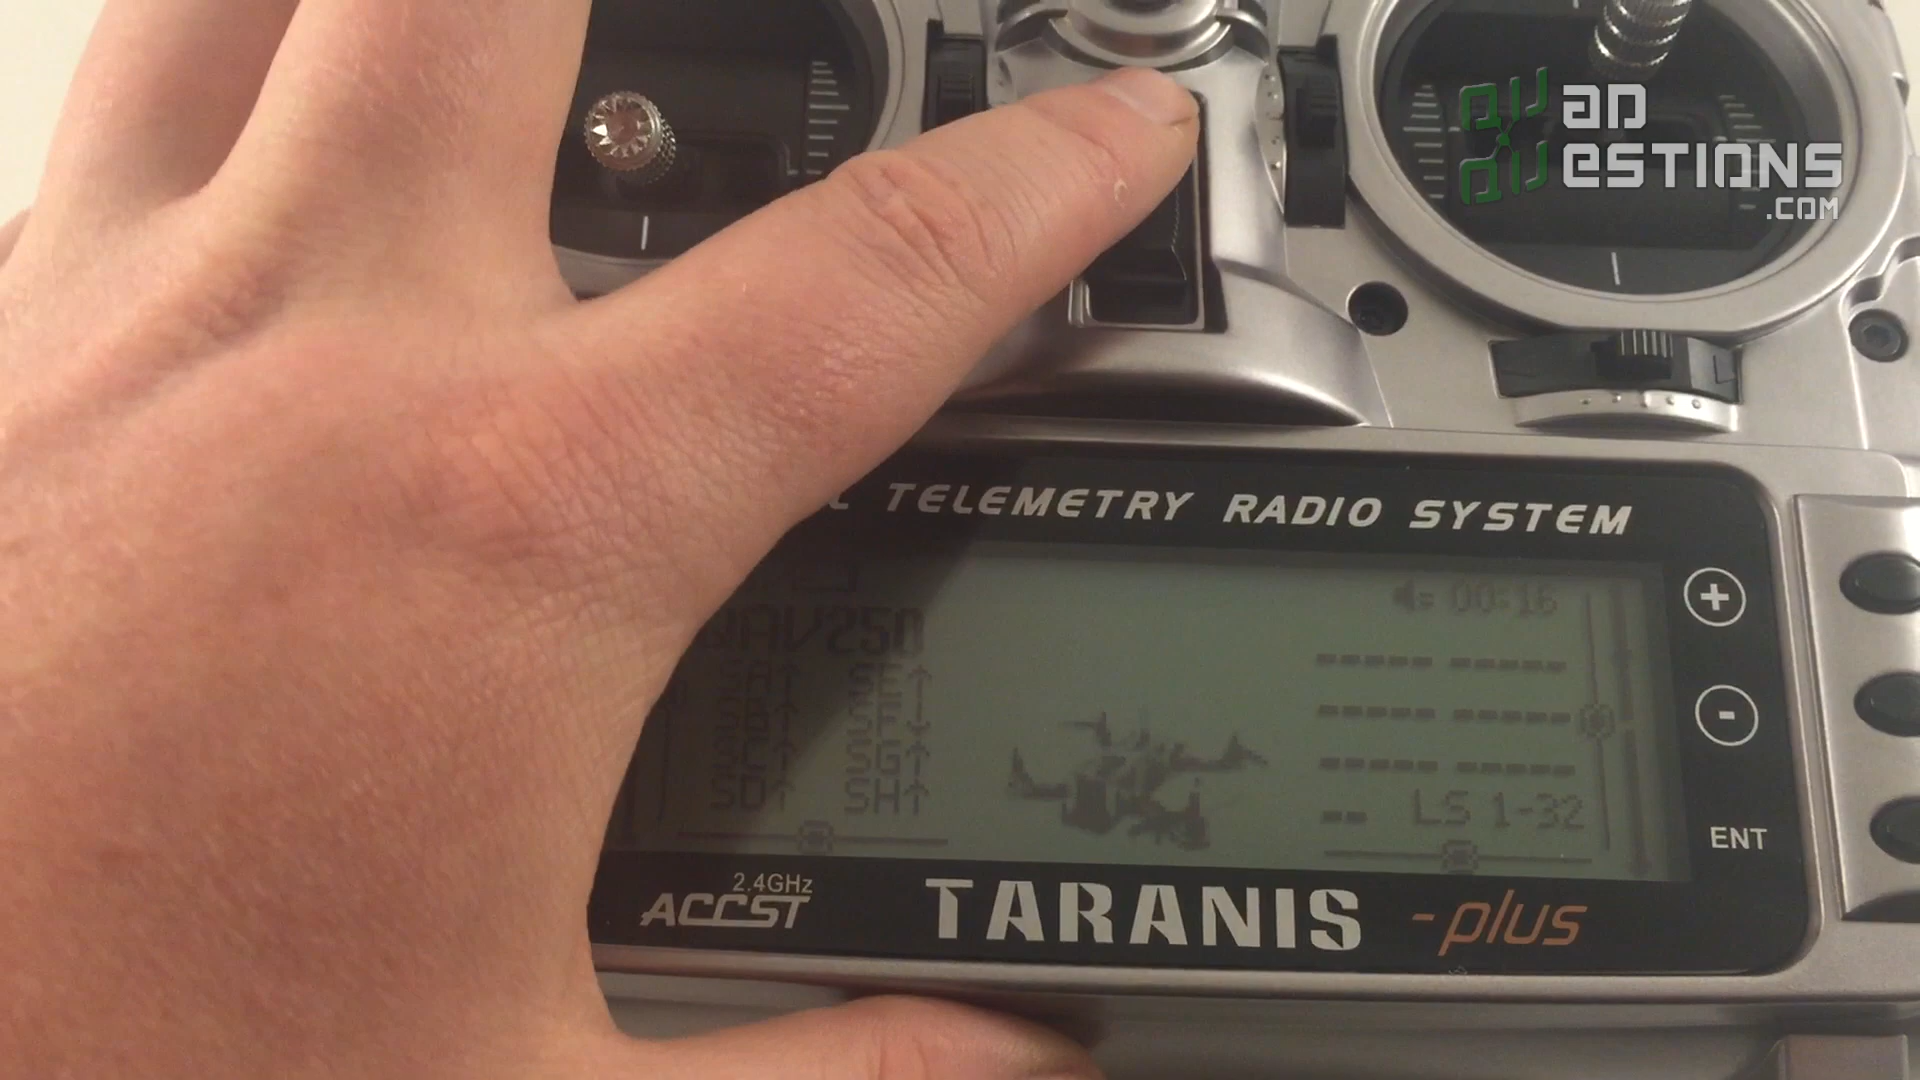 QUAD
QUESTIONS
.COM
TELEMETRY RADIO SYSTEM
00:16
SE↑
SF↓
SG↑
SD↑ SH↑
-- LS 1-32
+
-
ENT
2.4GHz
ACCST
TARANIS -plus